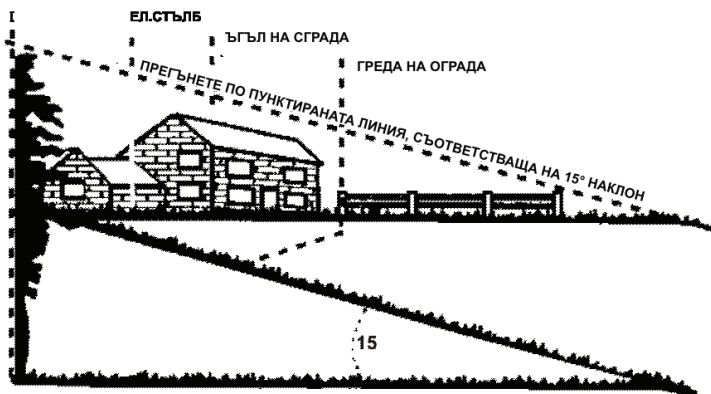 I
ЕЛ.СТЪЛБ
ЪГЪЛ НА СГРАДА
ГРЕДА НА ОГРАДА
ПРЕГЪНЕТЕ ПО ПУНКТИРАНАТА ЛИНИЯ, СЪОТВЕТСТВАЩА НА 15° НАКЛОН
15